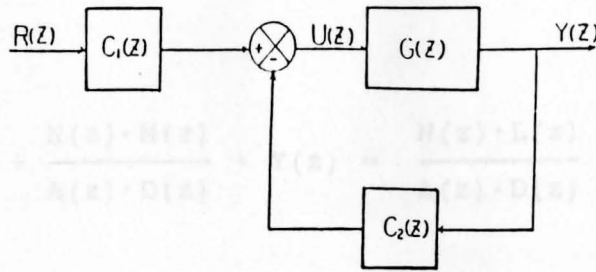 R(Z) C₁(Z) + - U(Z) G(Z) Y(Z)
Y(z) =
A(z)·D(z)
C₂(Z)